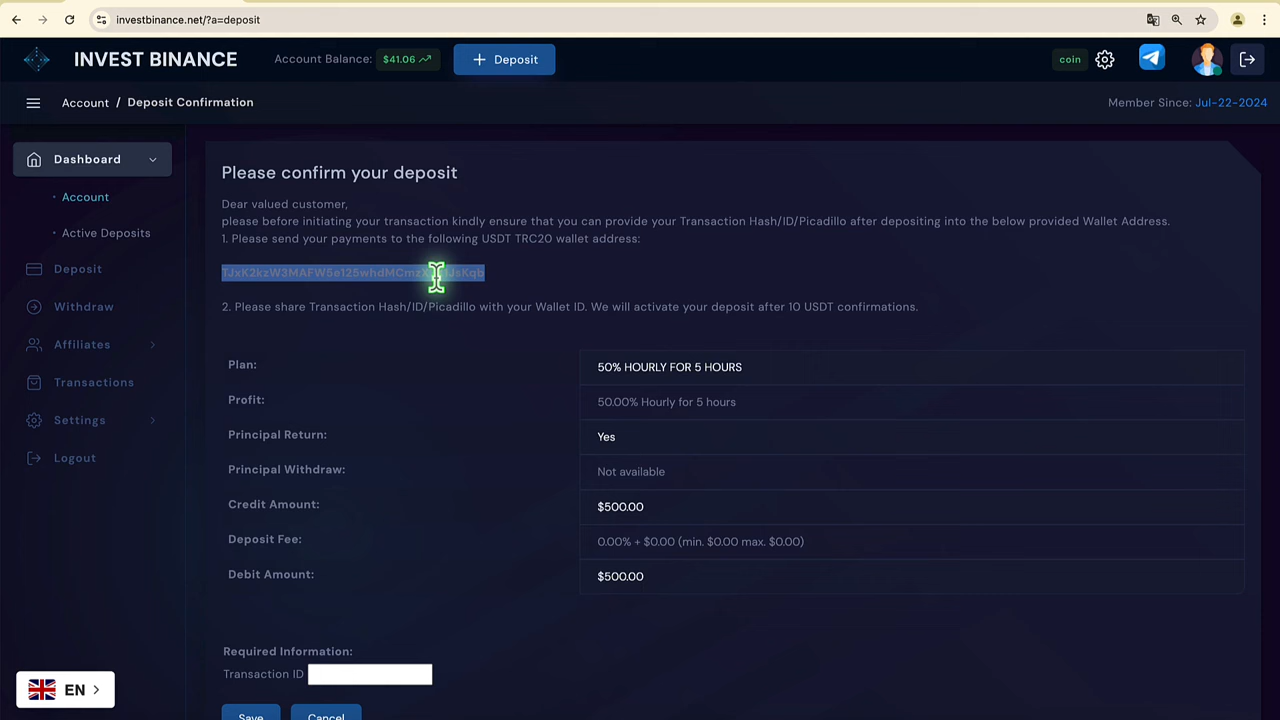 investbinance.net/?a=deposit
INVEST BINANCE
Account Balance: $41.06
+ Deposit
coin
Account / Deposit Confirmation
Member Since: Jul-22-2024
Dashboard
Account
Active Deposits
Deposit
Withdraw
Affiliates
Transactions
Settings
Logout
Please confirm your deposit
Dear valued customer,
please before initiating your transaction kindly ensure that you can provide your Transaction Hash/ID/Picadillo after depositing into the below provided Wallet Address.
1. Please send your payments to the following USDT TRC20 wallet address:
2. Please share Transaction Hash/ID/Picadillo with your Wallet ID. We will activate your deposit after 10 USDT confirmations.
Plan: 50% HOURLY FOR 5 HOURS
Profit: 50.00% Hourly for 5 hours
Principal Return: Yes
Principal Withdraw: Not available
Credit Amount: $500.00
Deposit Fee: 0.00% + $0.00 (min. $0.00 max. $0.00)
Debit Amount: $500.00
Required Information:
Transaction ID
Save Cancel
EN